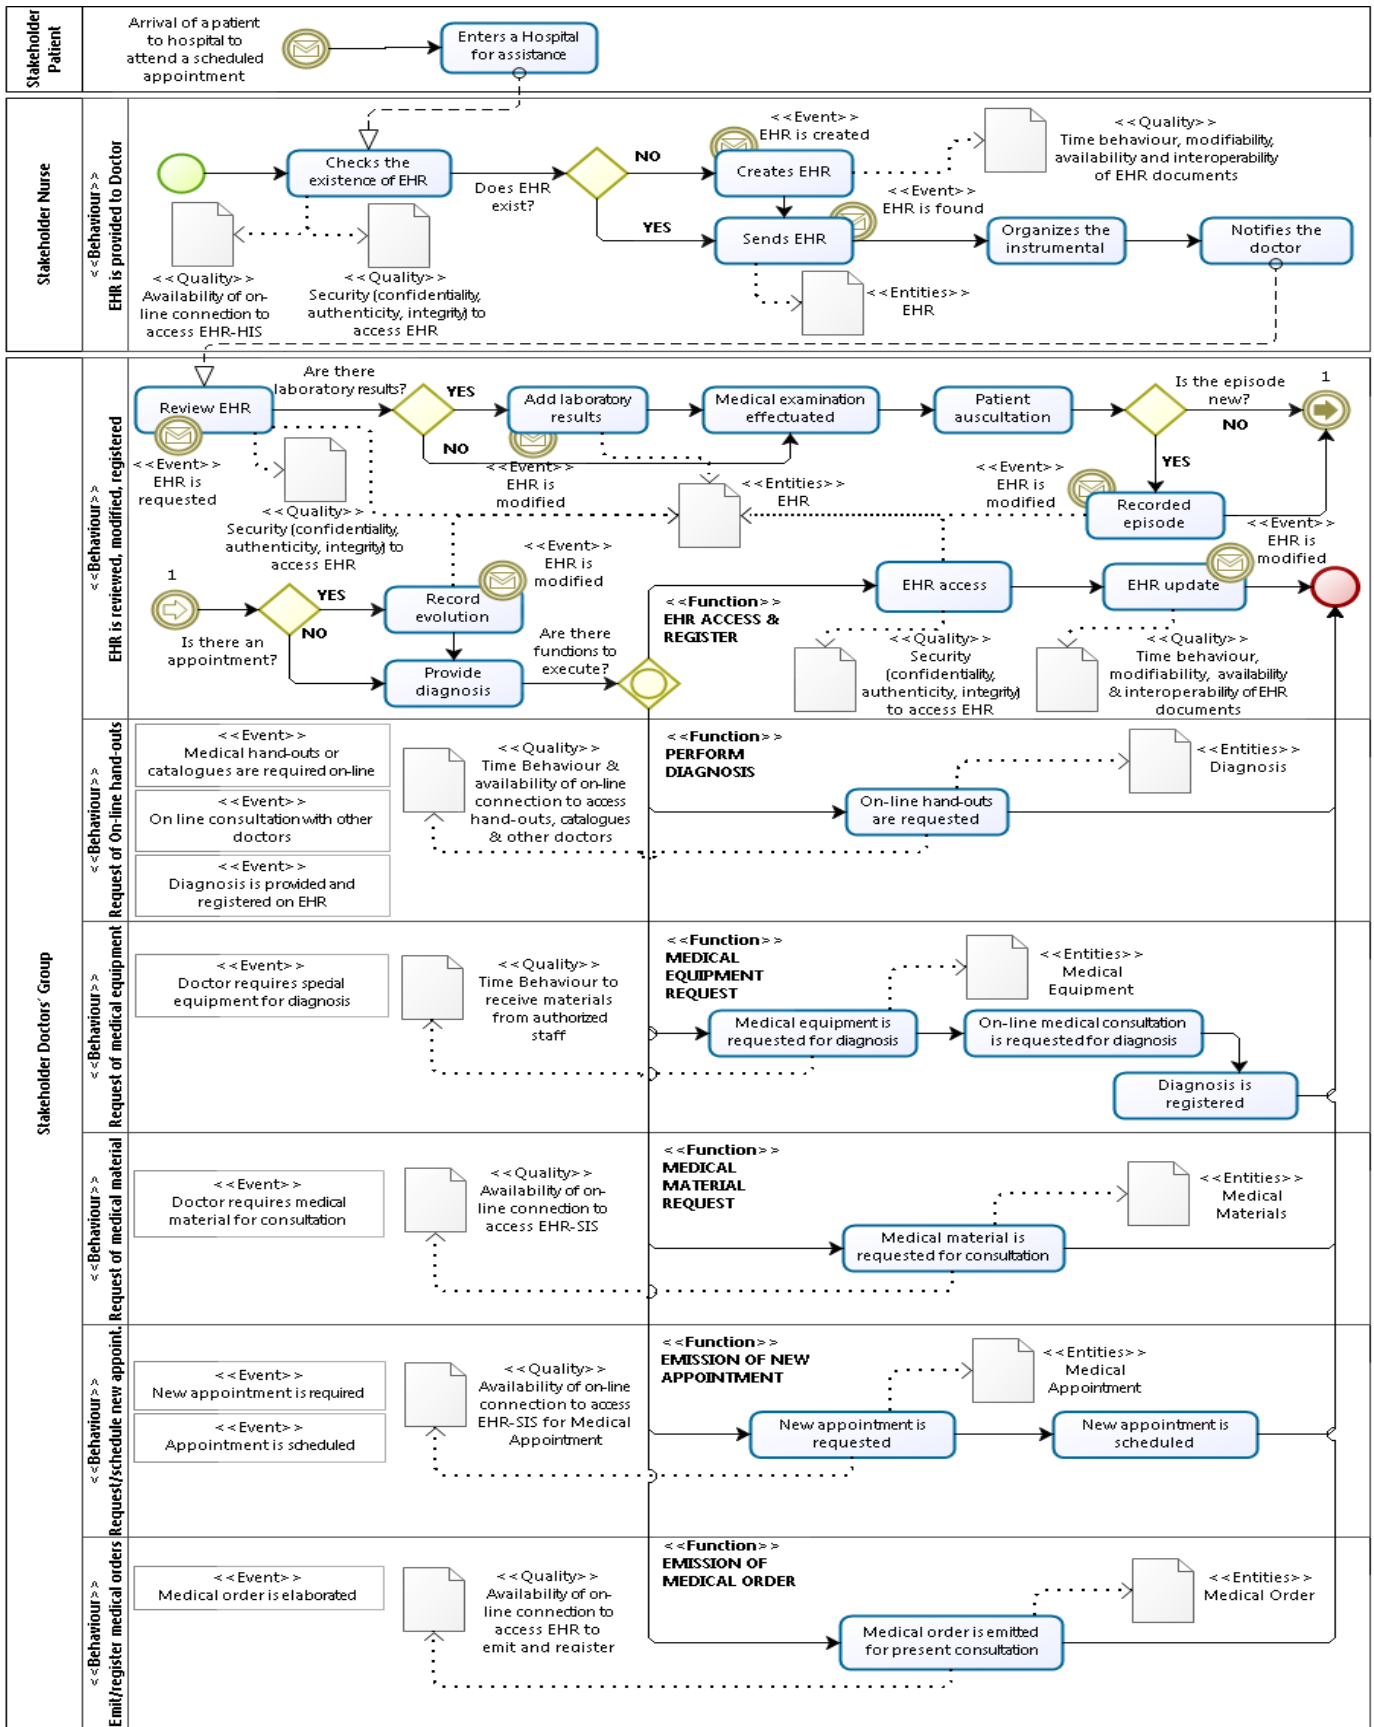 Stakeholder
Patient
Arrival of a patient
to hospital to
attend a scheduled
appointment
Enters a Hospital
for assistance
Stakeholder Nurse
<<Behaviour>>
EHR is provided to Doctor
Checks the
existence of EHR
Does EHR
exist?
NO
YES
<<Event>>
EHR is created
Creates EHR
<<Quality>>
Time behaviour, modifiability,
availability and interoperability
of EHR documents
<<Event>>
EHR is found
Sends EHR
Organizes the
instrumental
Notifies the
doctor
<<Quality>>
Availability of on-
line connection to
access EHR-HIS
<<Quality>>
Security (confidentiality,
authenticity, integrity) to
access EHR
<<Entities>>
EHR
Stakeholder Doctors' Group
<<Behaviour>>
EHR is reviewed, modified, registered
Review EHR
Are there
laboratory results?
YES
NO
Add laboratory
results
Medical examination
effectuated
Patient
auscultation
Is the episode
new?
NO
YES
1
<<Event>>
EHR is
requested
<<Quality>>
Security (confidentiality,
authenticity, integrity) to
access EHR
<<Event>>
EHR is
modified
<<Entities>>
EHR
<<Event>>
EHR is
modified
Recorded
episode
<<Event>>
EHR is
modified
1
Is there an
appointment?
YES
NO
Record
evolution
<<Event>>
EHR is
modified
Provide
diagnosis
Are there
functions to
execute?
<<Function>>
EHR ACCESS &
REGISTER
EHR access
EHR update
<<Quality>>
Security
(confidentiality,
authenticity, integrity)
to access EHR
<<Quality>>
Time behaviour,
modifiability, availability
& interoperability of EHR
documents
<<Behaviour>>
Request of On-line hand-outs
<<Event>>
Medical hand-outs or
catalogues are required on-line
<<Event>>
On line consultation with other
doctors
<<Event>>
Diagnosis is provided and
registered on EHR
<<Quality>>
Time Behaviour &
availability of on-line
connection to access
hand-outs, catalogues
& other doctors
<<Function>>
PERFORM
DIAGNOSIS
On-line hand-outs
are requested
<<Entities>>
Diagnosis
<<Behaviour>>
Request of medical equipment
<<Event>>
Doctor requires special
equipment for diagnosis
<<Quality>>
Time Behaviour to
receive materials
from authorized
staff
<<Function>>
MEDICAL
EQUIPMENT
REQUEST
Medical equipment is
requested for diagnosis
<<Entities>>
Medical
Equipment
On-line medical consultation
is requested for diagnosis
Diagnosis is
registered
<<Behaviour>>
Request of medical material
<<Event>>
Doctor requires medical
material for consultation
<<Quality>>
Availability of on-
line connection to
access EHR-SIS
<<Function>>
MEDICAL
MATERIAL
REQUEST
Medical material is
requested for consultation
<<Entities>>
Medical
Materials
<<Behaviour>>
Request/schedule new appoint.
<<Event>>
New appointment is required
<<Event>>
Appointment is scheduled
<<Quality>>
Availability of on-line
connection to access
EHR-SIS for Medical
Appointment
<<Function>>
EMISSION OF NEW
APPOINTMENT
New appointment is
requested
<<Entities>>
Medical
Appointment
New appointment is
scheduled
<<Behaviour>>
Emit/register medical orders
<<Event>>
Medical order is elaborated
<<Quality>>
Availability of on-
line connection to
access EHR to
emit and register
<<Function>>
EMISSION OF
MEDICAL ORDER
Medical order is emitted
for present consultation
<<Entities>>
Medical Order